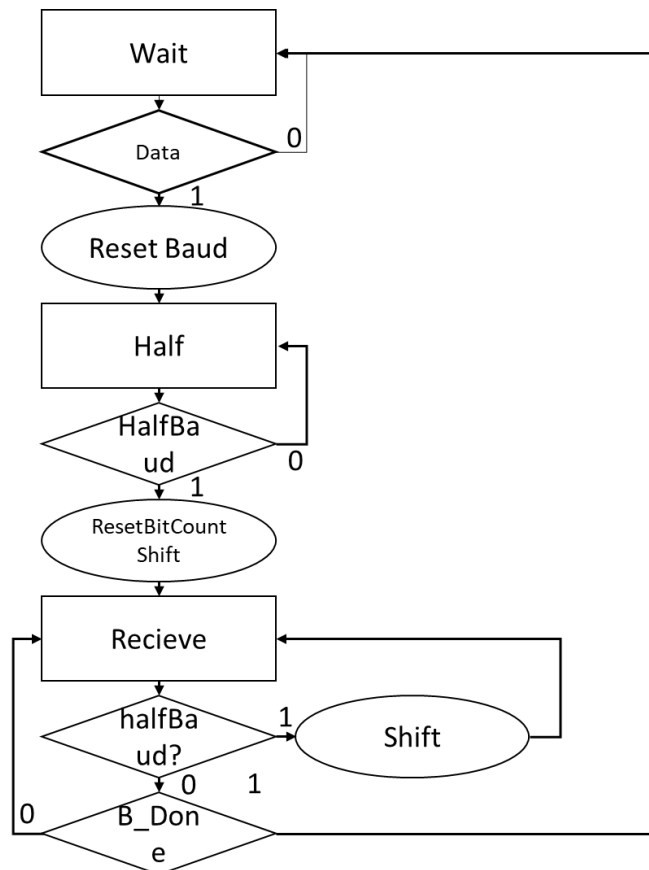 Wait
0
Data
1
Reset Baud
Half
HalfBa
ud
0
1
ResetBitCount
Shift
Recieve
halfBa
ud?
1
Shift
0
1
0
B_Don
e